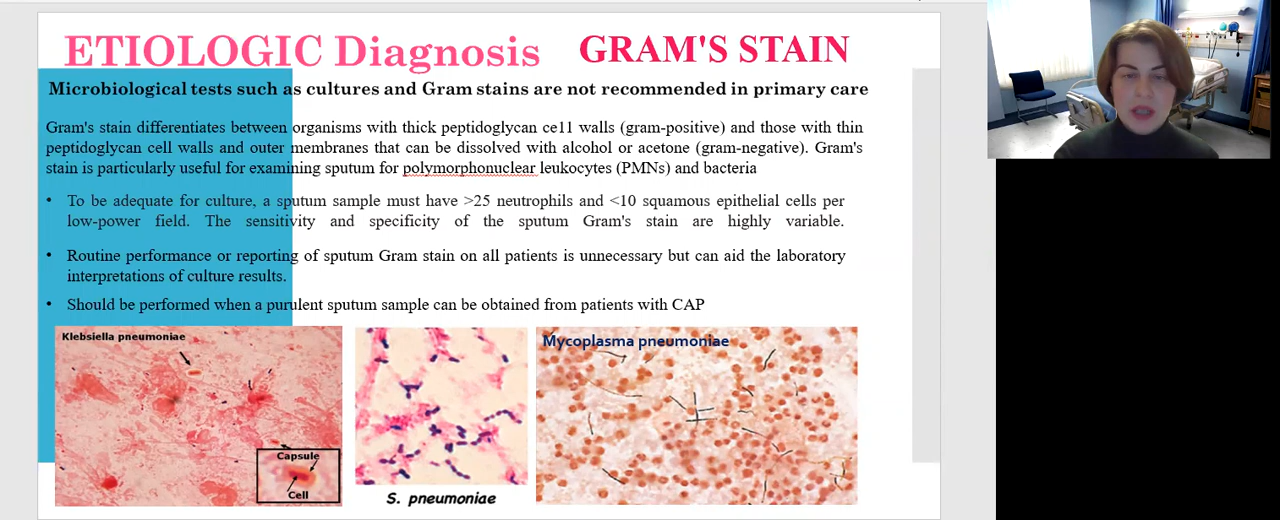 ETIOLOGIC Diagnosis GRAM'S STAIN
Microbiological tests such as cultures and Gram stains are not recommended in primary care
Gram's stain differentiates between organisms with thick peptidoglycan ce11 walls (gram-positive) and those with thin
peptidoglycan cell walls and outer membranes that can be dissolved with alcohol or acetone (gram-negative). Gram's
stain is particularly useful for examining sputum for polymorphonuclear leukocytes (PMNs) and bacteria
• To be adequate for culture, a sputum sample must have >25 neutrophils and <10 squamous epithelial cells per
low-power field. The sensitivity and specificity of the sputum Gram's stain are highly variable.
• Routine performance or reporting of sputum Gram stain on all patients is unnecessary but can aid the laboratory
interpretations of culture results.
• Should be performed when a purulent sputum sample can be obtained from patients with CAP
Klebsiella pneumoniae
Capsule
Cell
S. pneumoniae
Mycoplasma pneumoniae